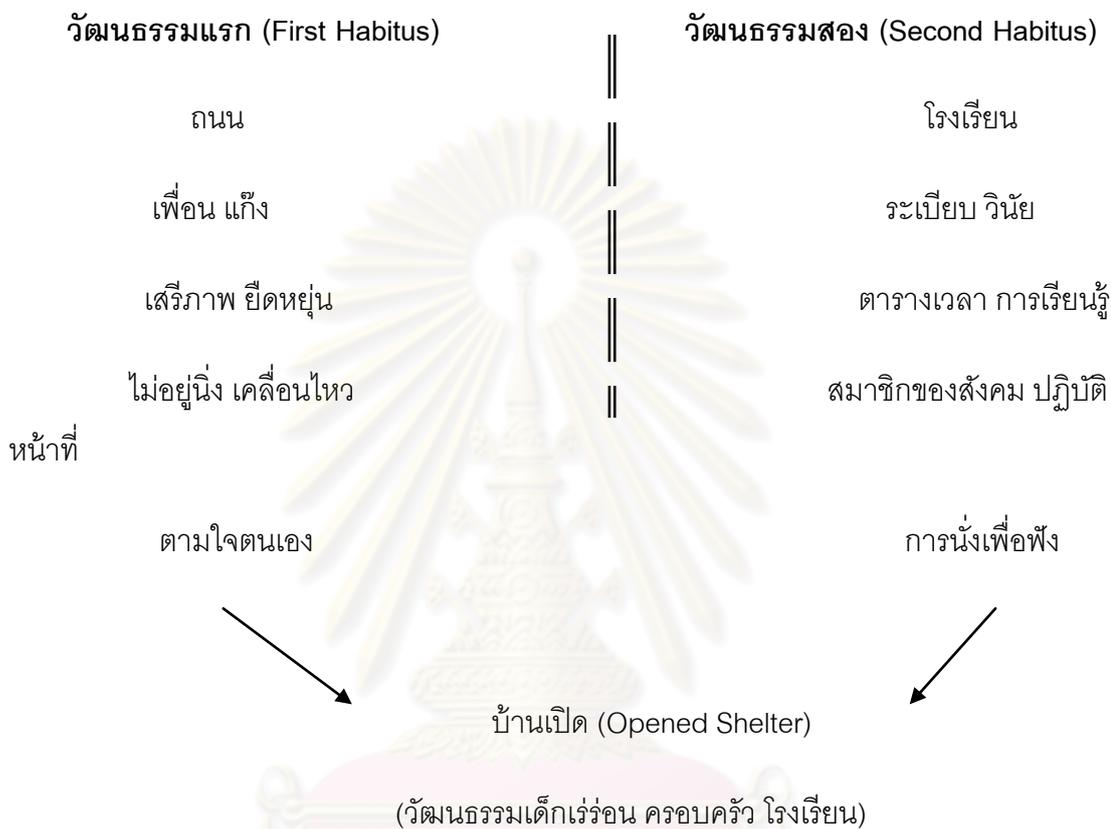 วัฒนธรรมแรก (First Habitus) วัฒนธรรมสอง (Second Habitus)
ถนน โรงเรียน
เพื่อน แก๊ง ระเบียบ วินัย
เสรีภาพ ยืดหยุ่น ตารางเวลา การเรียนรู้
ไม่อยู่นิ่ง เคลื่อนไหว สมาชิกของสังคม ปฏิบัติ
หน้าที่
ตามใจตนเอง การนั่งเพื่อฟัง
บ้านเปิด (Opened Shelter)
(วัฒนธรรมเด็กเร่ร่อน ครอบครัว โรงเรียน)